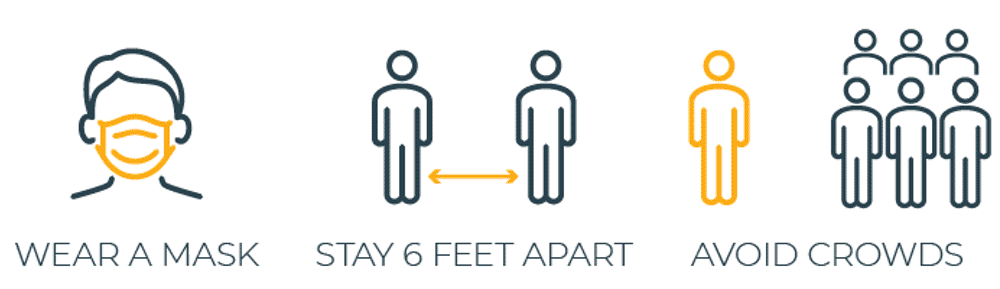 WEAR A MASK
STAY 6 FEET APART
AVOID CROWDS